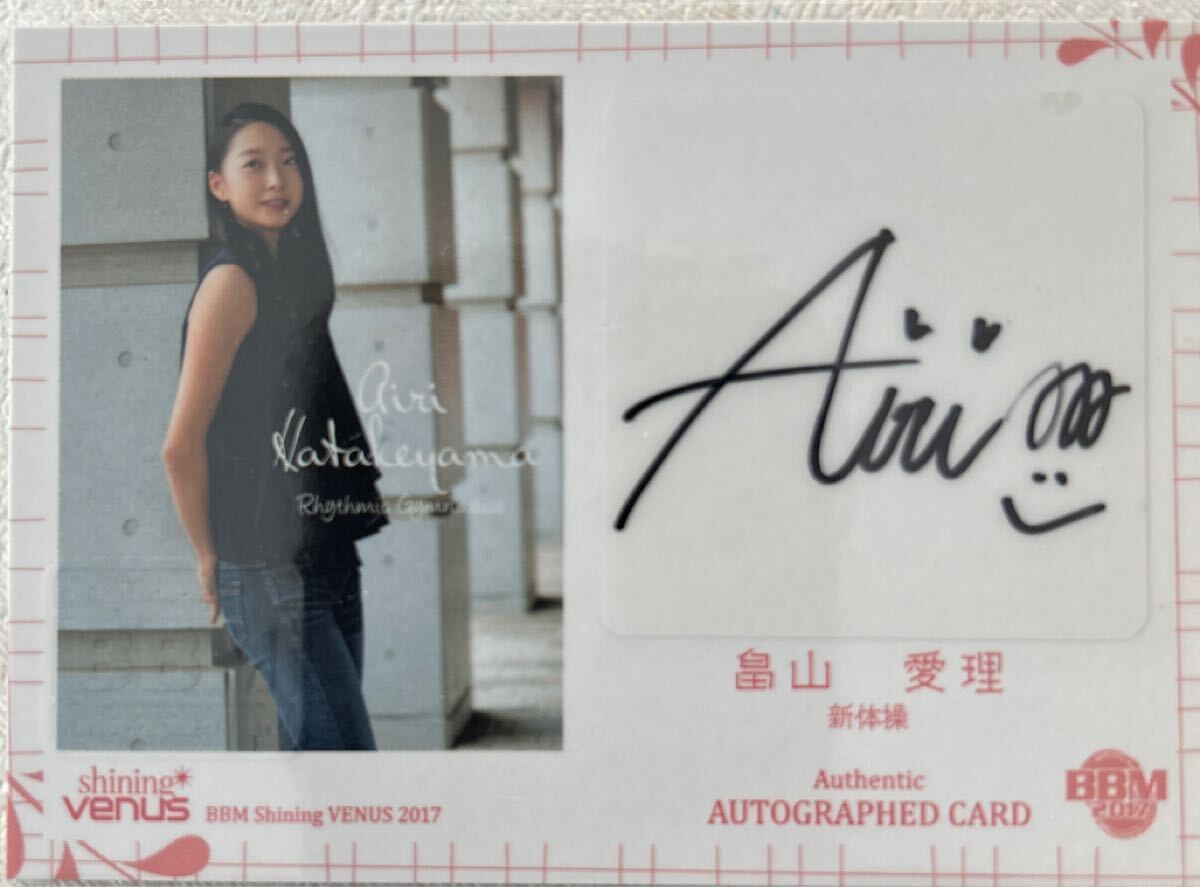 Airi
Hatakeyama
Rhythmic Gymnastics
Airi
畠山 愛理
新体操
shining
venus
BBM Shining VENUS 2017
Authentic
AUTOGRAPHED CARD
BBM
2017